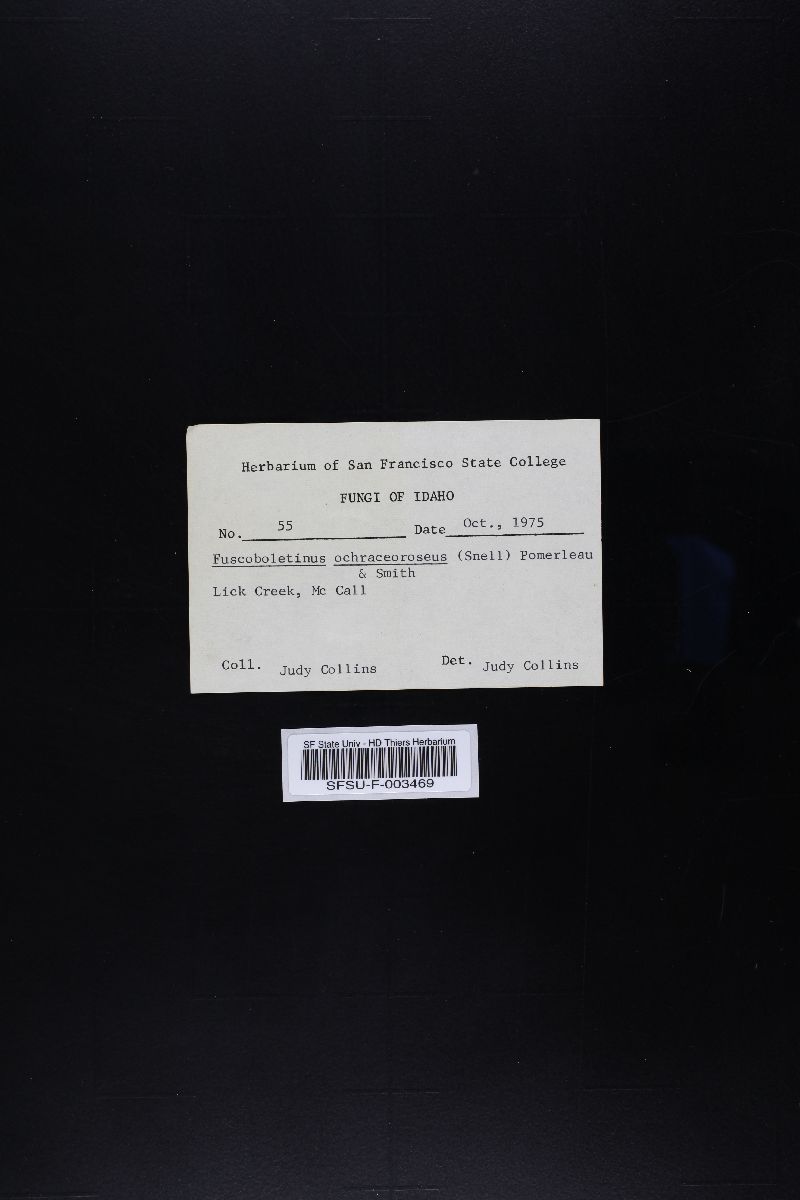 Herbarium of San Francisco State College
FUNGI OF IDAHO
No. 55 Date Oct., 1975
Fuscoboletinus ochraceoroseus (Snell) Pomerleau
& Smith
Lick Creek, Mc Call
Coll. Judy Collins Det. Judy Collins
SF State Univ - HD Thiers Herbarium
SFSU-F-003469